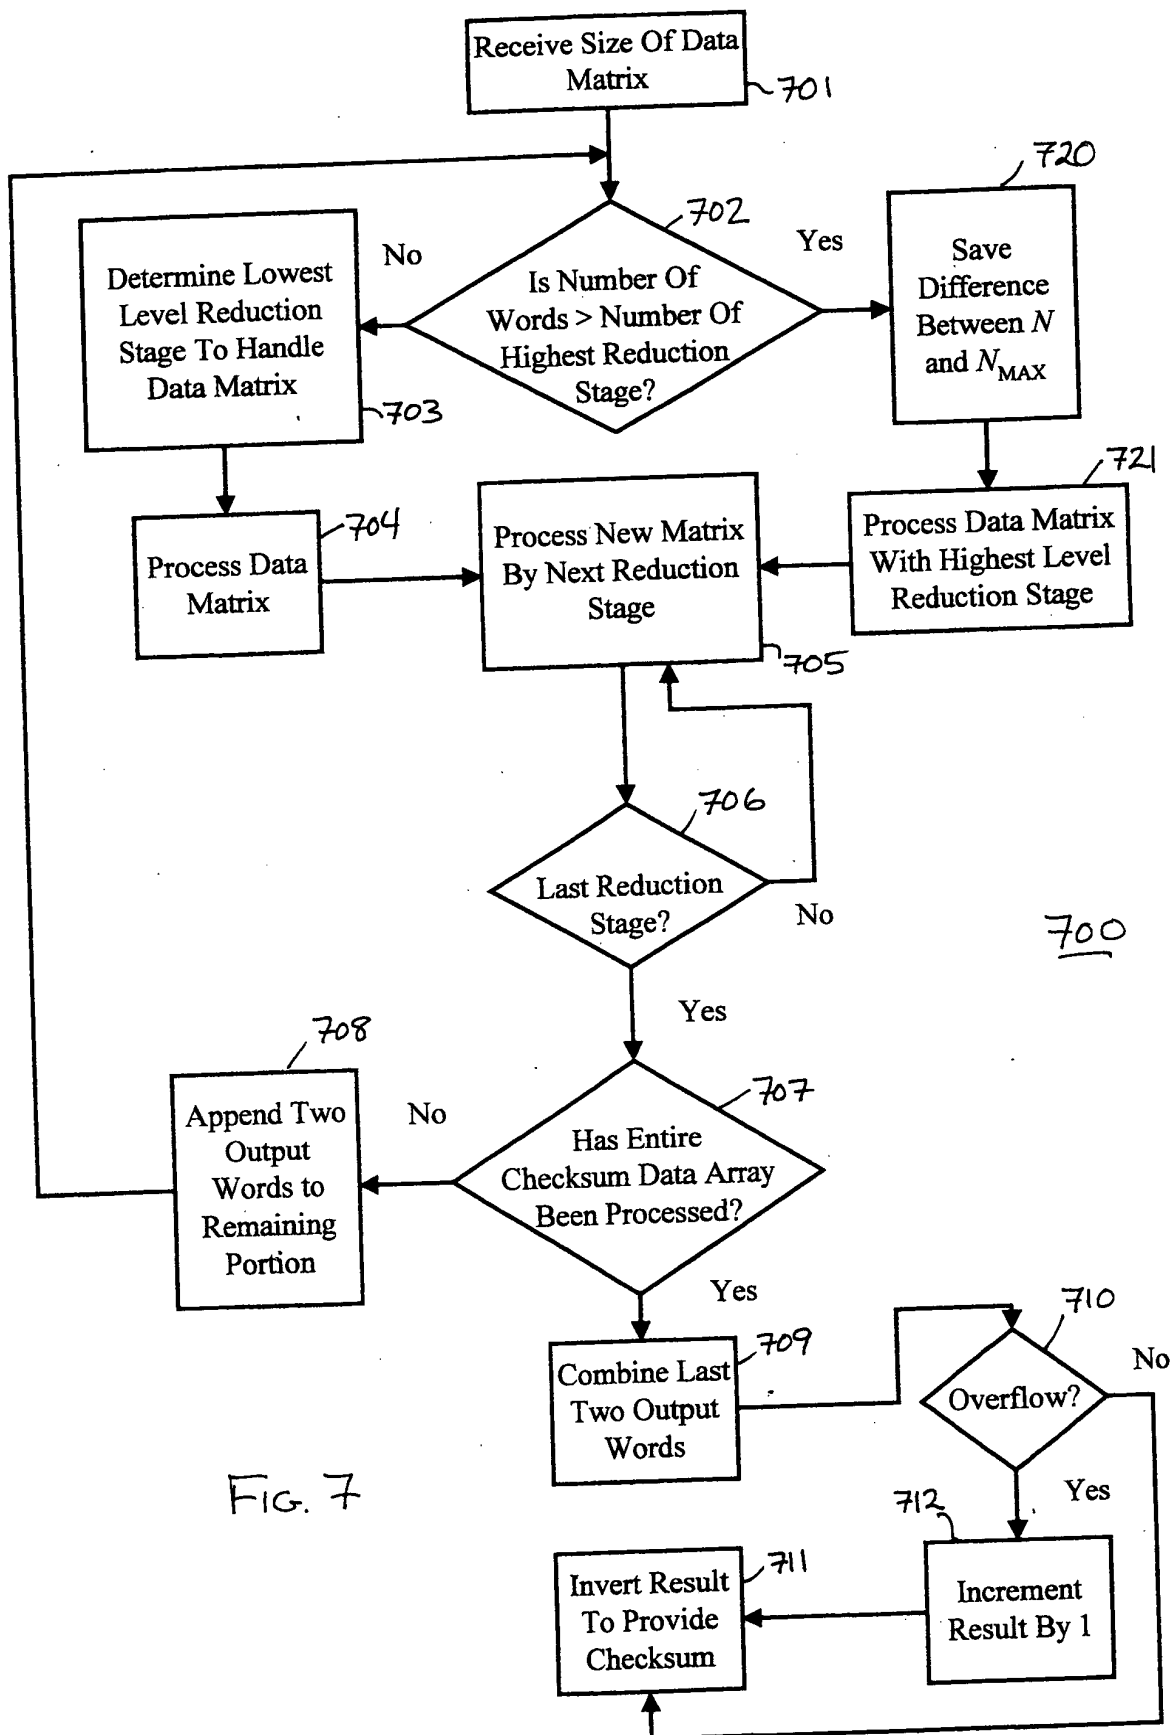 Receive Size Of Data
Matrix
701
720
702
No
Yes
Determine Lowest
Level Reduction
Stage To Handle
Data Matrix
703
Is Number Of
Words > Number Of
Highest Reduction
Stage?
Save
Difference
Between N
and NMAX
721
704
Process Data
Matrix
Process New Matrix
By Next Reduction
Stage
705
Process Data Matrix
With Highest Level
Reduction Stage
706
Last Reduction
Stage?
No
700
Yes
708
707
No
Append Two
Output
Words to
Remaining
Portion
Has Entire
Checksum Data Array
Been Processed?
Yes
710
709
No
Combine Last
Two Output
Words
Overflow?
Yes
FIG. 7
712
711
Invert Result
To Provide
Checksum
Increment
Result By 1